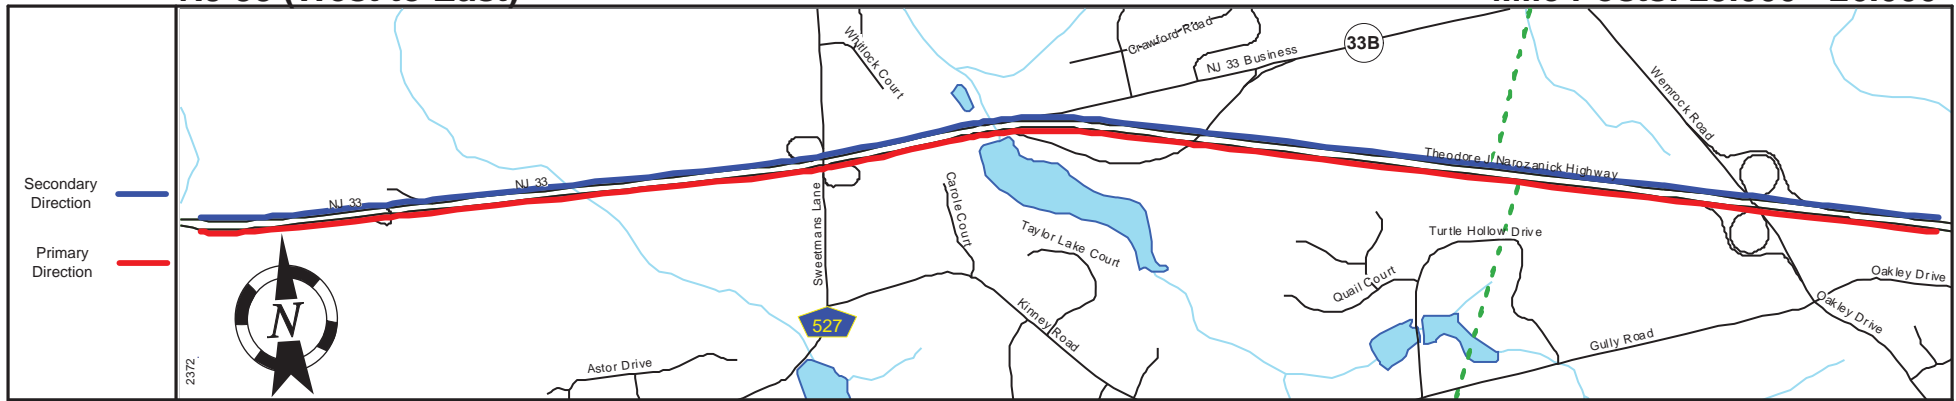 Secondary
Direction
Primary
Direction
NJ 33
NJ 33
Whitlock Court
Crawford Road
NJ 33 Business
33B
Wemrock Road
Theodore J. Narozanick Highway
Sweetmans Lane
Carole Court
Taylor Lake Court
Kinney Road
527
Astor Drive
Quail Court
Turtle Hollow Drive
Gully Road
Oakley Drive
Oakley Drive
N
2372